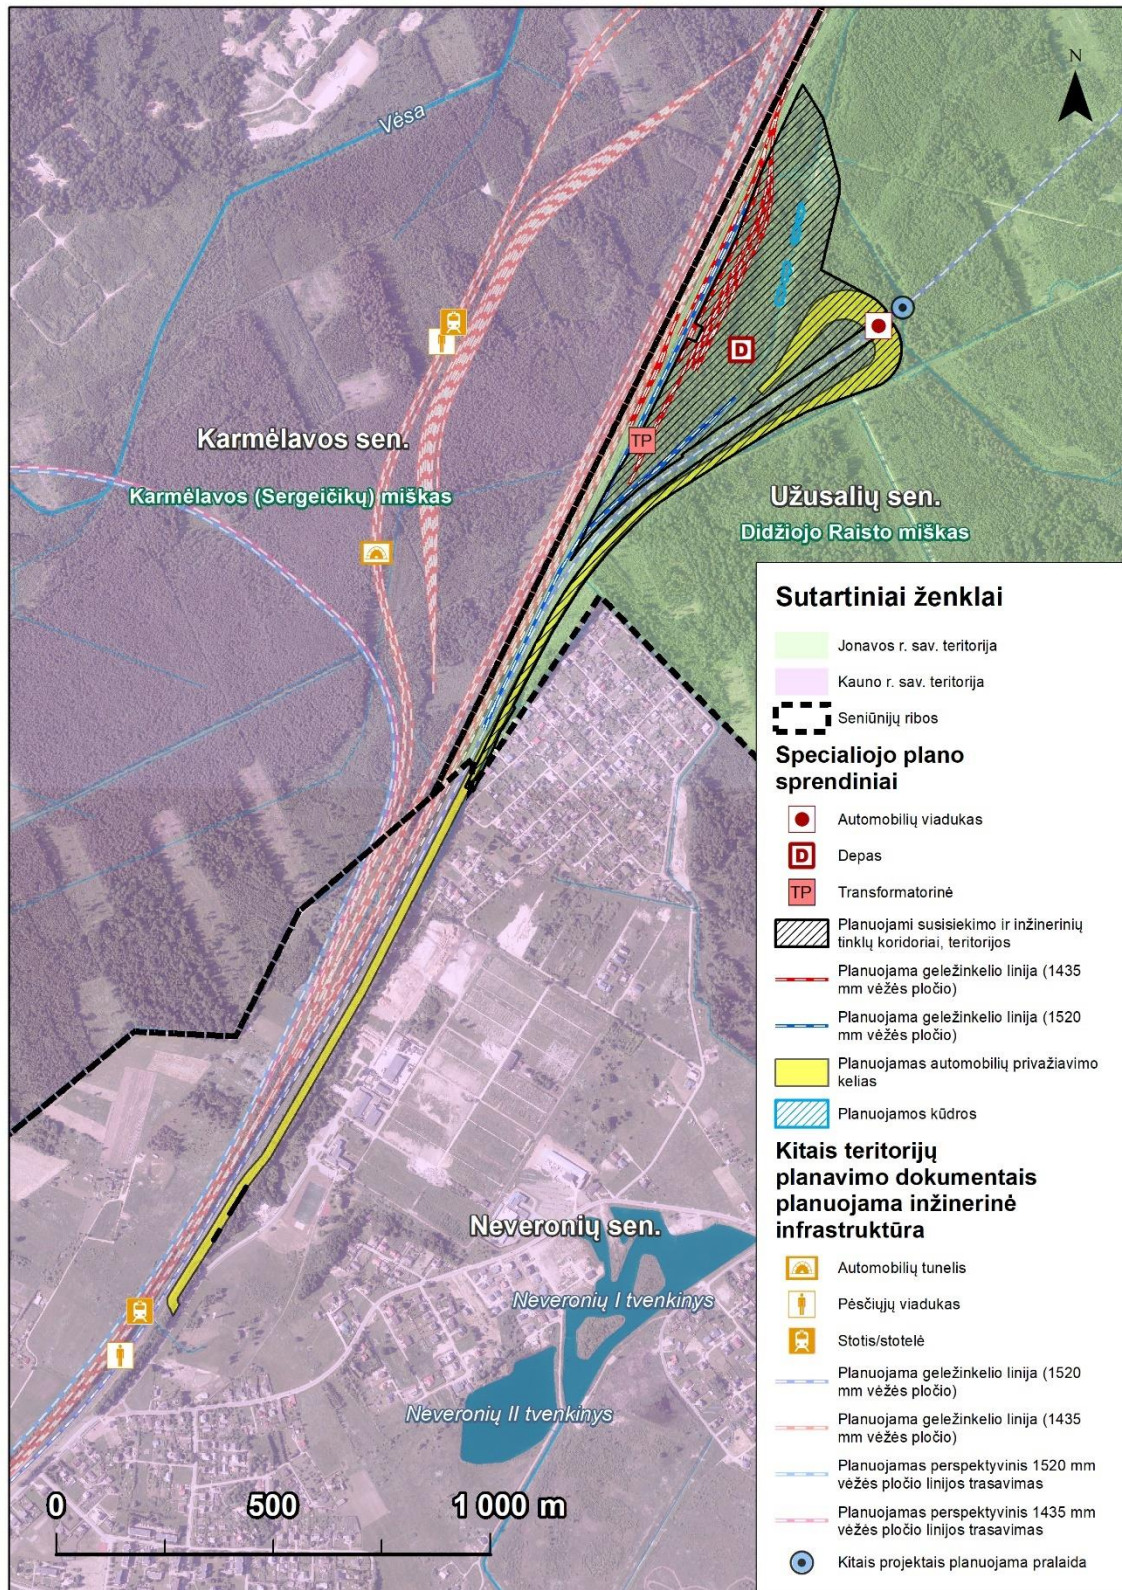 N
Vėsa
D
TP
Karmėlavos sen.
Karmėlavos (Sergeičikų) miškas
Užusalių sen.
Didžiojo Raisto miškas
Neveronių sen.
Neveronių I tvenkinys
Neveronių II tvenkinys
0 500 1 000 m
Sutartiniai ženklai
Jonavos r. sav. teritorija
Kauno r. sav. teritorija
Seniūnijų ribos
Specialiojo plano
sprendiniai
Automobilių viadukas
D Depas
TP Transformatorinė
Planuojami susisiekimo ir inžinerinių
tinklų koridoriai, teritorijos
Planuojama geležinkelio linija (1435
mm vėžės pločio)
Planuojama geležinkelio linija (1520
mm vėžės pločio)
Planuojamas automobilių privažiavimo
kelias
Planuojamos kūdros
Kitais teritorijų
planavimo dokumentais
planuojama inžinerinė
infrastruktūra
Automobilių tunelis
Pėsčiųjų viadukas
Stotis/stotelė
Planuojama geležinkelio linija (1520
mm vėžės pločio)
Planuojama geležinkelio linija (1435
mm vėžės pločio)
Planuojamas perspektyvinis 1520 mm
vėžės pločio linijos trasavimas
Planuojamas perspektyvinis 1435 mm
vėžės pločio linijos trasavimas
Kitais projektais planuojama pralaida